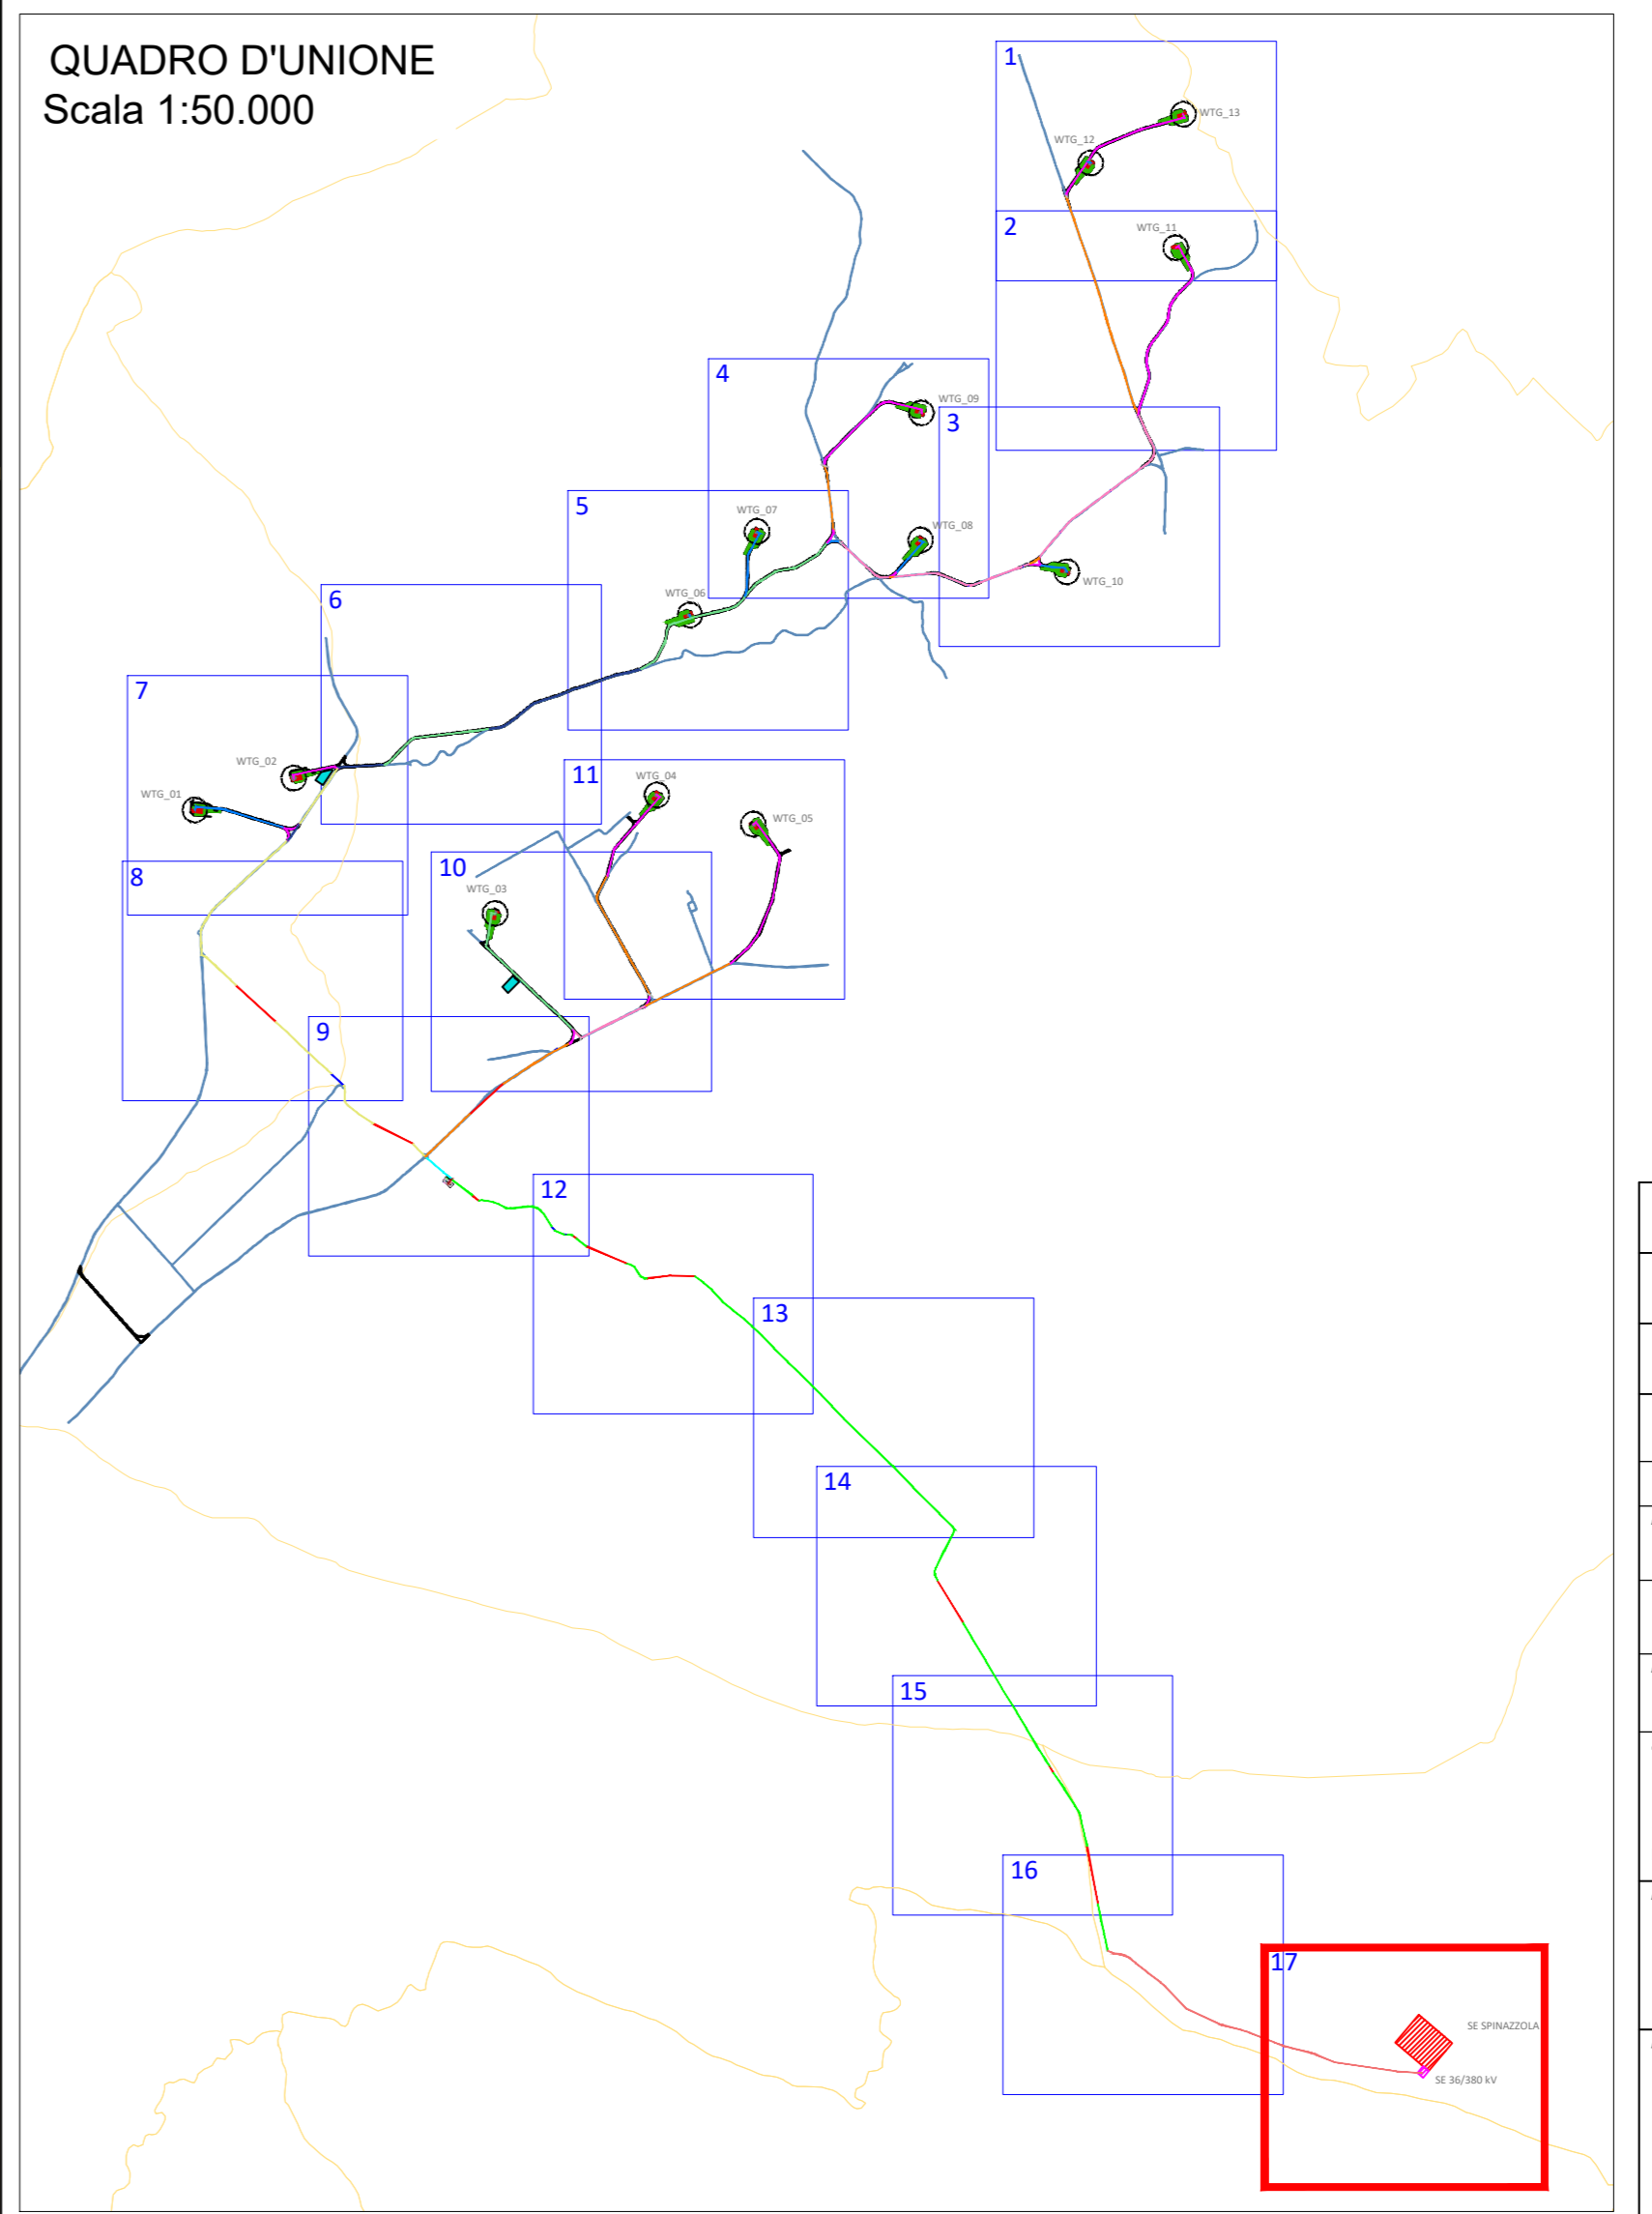 QUADRO D'UNIONE
Scala 1:50.000
1
WTG_13
WTG_12
2
WTG_11
4
WTG_09
3
5
WTG_07
WTG_08
WTG_10
6
WTG_06
7
WTG_02
WTG_01
11
WTG_04
WTG_05
8
10
WTG_03
9
12
13
14
15
16
17
SE SPINAZZOLA
SE 36/380 kV